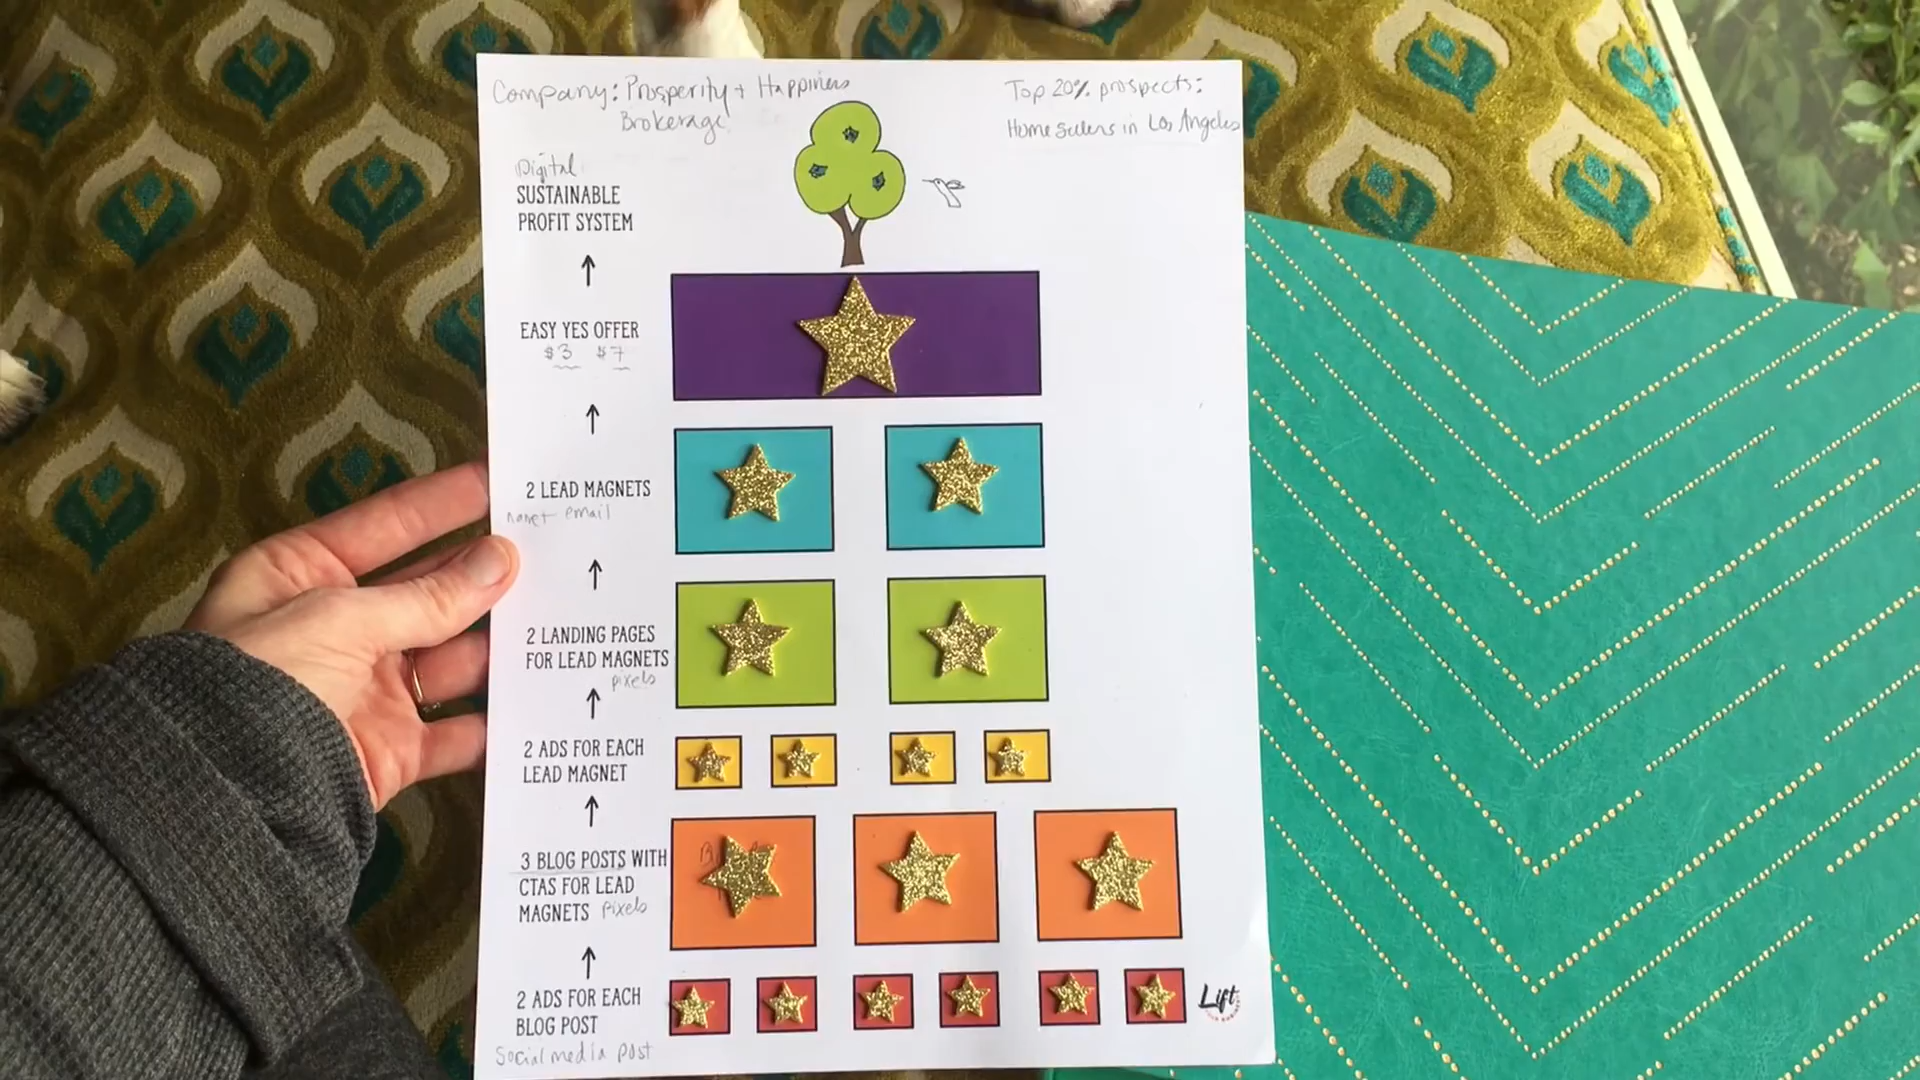 Company: Prosperity + Happiness
Brokerage
Top 20% prospects:
Home Sellers in Los Angeles
Digital
SUSTAINABLE
PROFIT SYSTEM
EASY YES OFFER
$3 $7
2 LEAD MAGNETS
name + email
2 LANDING PAGES
FOR LEAD MAGNETS
pixels
2 ADS FOR EACH
LEAD MAGNET
3 BLOG POSTS WITH
CTAS FOR LEAD
MAGNETS pixels
2 ADS FOR EACH
BLOG POST
Social media post
Lift